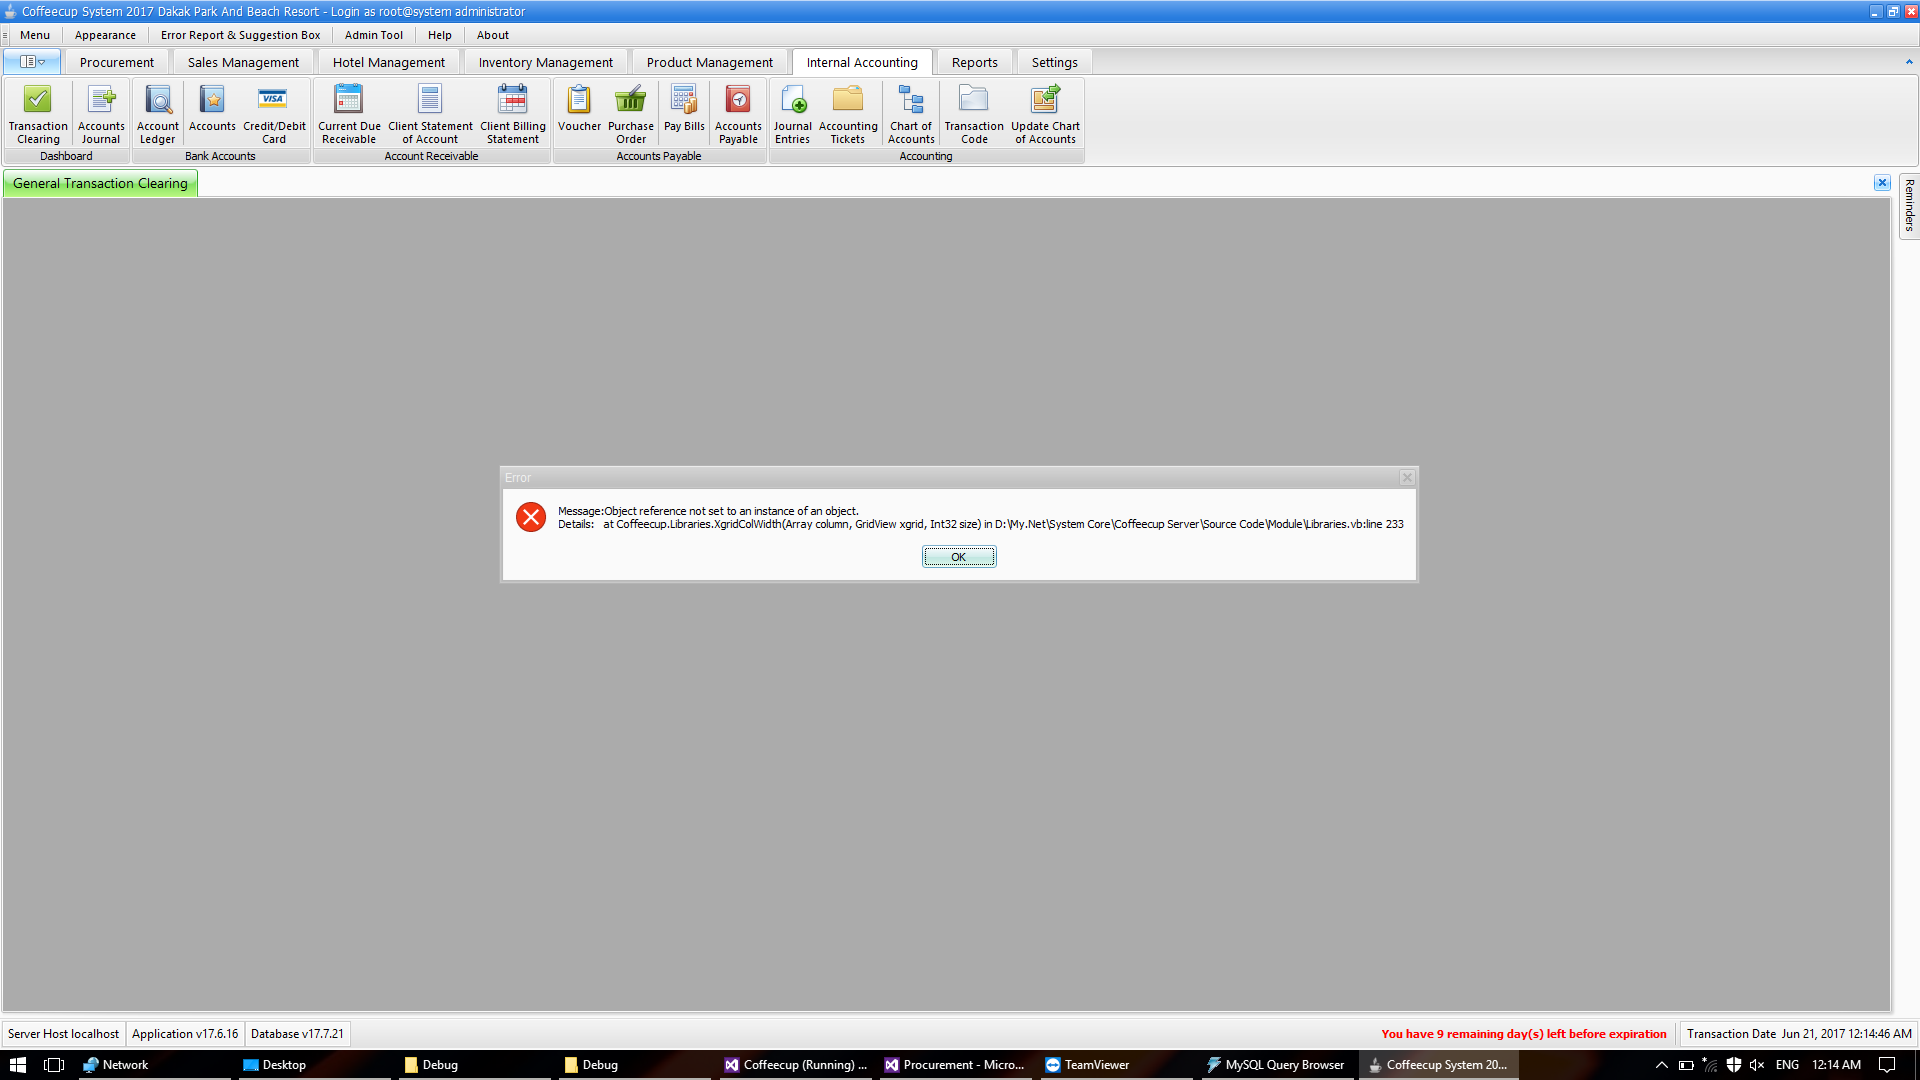 Coffeecup System 2017 Dakak Park And Beach Resort - Login as root@system administrator
Menu Appearance Error Report & Suggestion Box Admin Tool Help About
Procurement Sales Management Hotel Management Inventory Management Product Management Internal Accounting Reports Settings
Transaction Clearing
Accounts Journal
Account Ledger
Accounts
VISA
Credit/Debit Card
Current Due Receivable
Client Statement of Account
Client Billing Statement
Voucher
Purchase Order
Pay Bills
Accounts Payable
Journal Entries
Accounting Tickets
Chart of Accounts
Transaction Code
Update Chart of Accounts
Dashboard Bank Accounts Account Receivable Accounts Payable Accounting
General Transaction Clearing
Reminders
Error
Message:Object reference not set to an instance of an object.
Details: at Coffeecup.Libraries.XgridColWidth(Array column, GridView xgrid, Int32 size) in D:\My.Net\System Core\Coffeecup Server\Source Code\Module\Libraries.vb:line 233
OK
Server Host localhost Application v17.6.16 Database v17.7.21 You have 9 remaining day(s) left before expiration Transaction Date Jun 21, 2017 12:14:46 AM
Network Desktop Debug Debug Coffeecup (Running) ... Procurement - Micro... TeamViewer MySQL Query Browser Coffeecup System 20... ENG 12:14 AM